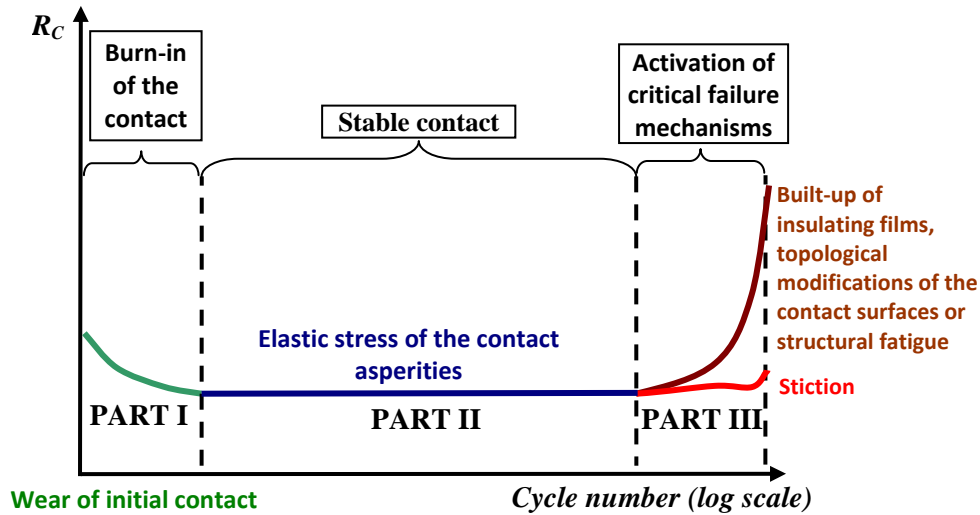 R_C
Burn-in
of the
contact
Stable contact
Activation of
critical failure
mechanisms
Built-up of
insulating films,
topological
modifications of the
contact surfaces or
structural fatigue
Elastic stress of the contact
asperities
Stiction
PART I
PART II
PART III
Wear of initial contact
Cycle number (log scale)